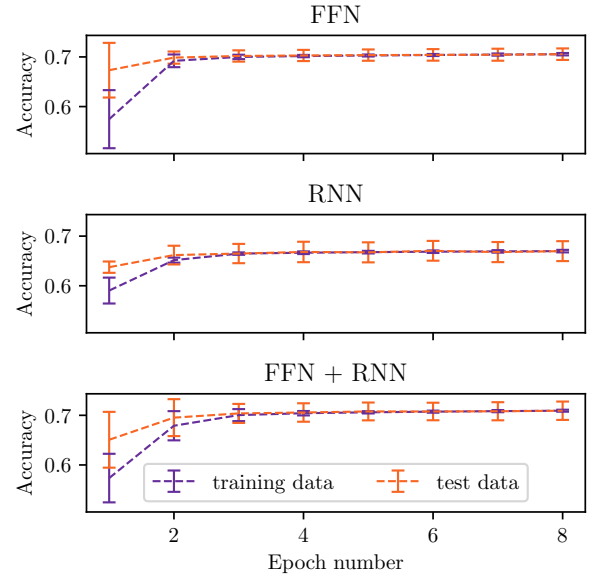 FFN
Accuracy
0.7
0.6
RNN
Accuracy
0.7
0.6
FFN + RNN
Accuracy
0.7
0.6
training data
test data
2 4 6 8
Epoch number